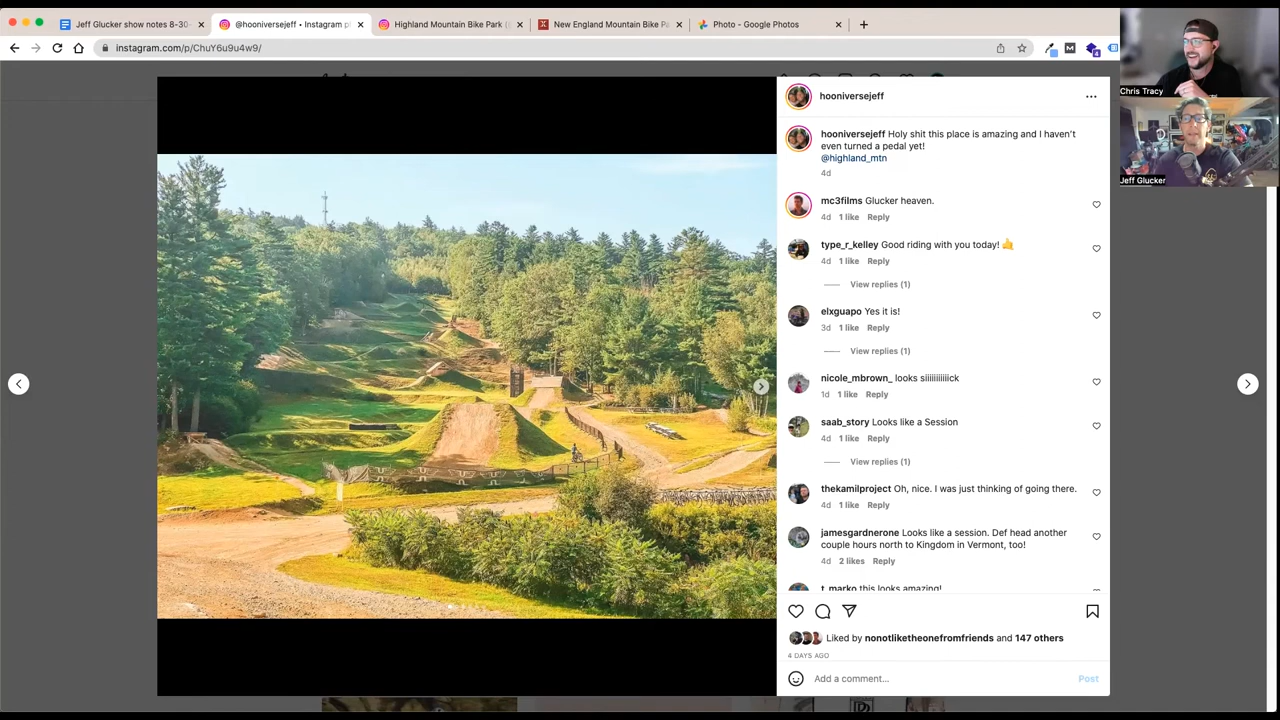 Jeff Glucker show notes 8-30
@hooniversejeff • Instagram p
Highland Mountain Bike Park (
New England Mountain Bike Pa
Photo - Google Photos
instagram.com/p/ChuY6u9u4w9/
Chris Tracy
Jeff Glucker
hooniversejeff
hooniversejeff Holy shit this place is amazing and I haven't
even turned a pedal yet!
@highland_mtn
4d
mc3films Glucker heaven.
4d 1 like Reply
type_r_kelley Good riding with you today! 🤙
4d 1 like Reply
View replies (1)
elxguapo Yes it is!
3d 1 like Reply
View replies (1)
nicole_mbrown_ looks siiiiiiiiiiick
1d 1 like Reply
saab_story Looks like a Session
4d 1 like Reply
View replies (1)
thekamilproject Oh, nice. I was just thinking of going there.
4d 1 like Reply
jamesgardnerone Looks like a session. Def head another
couple hours north to Kingdom in Vermont, too!
4d 2 likes Reply
t_marko this looks amazing!
Liked by nonotliketheonefromfriends and 147 others
4 DAYS AGO
Add a comment...
Post